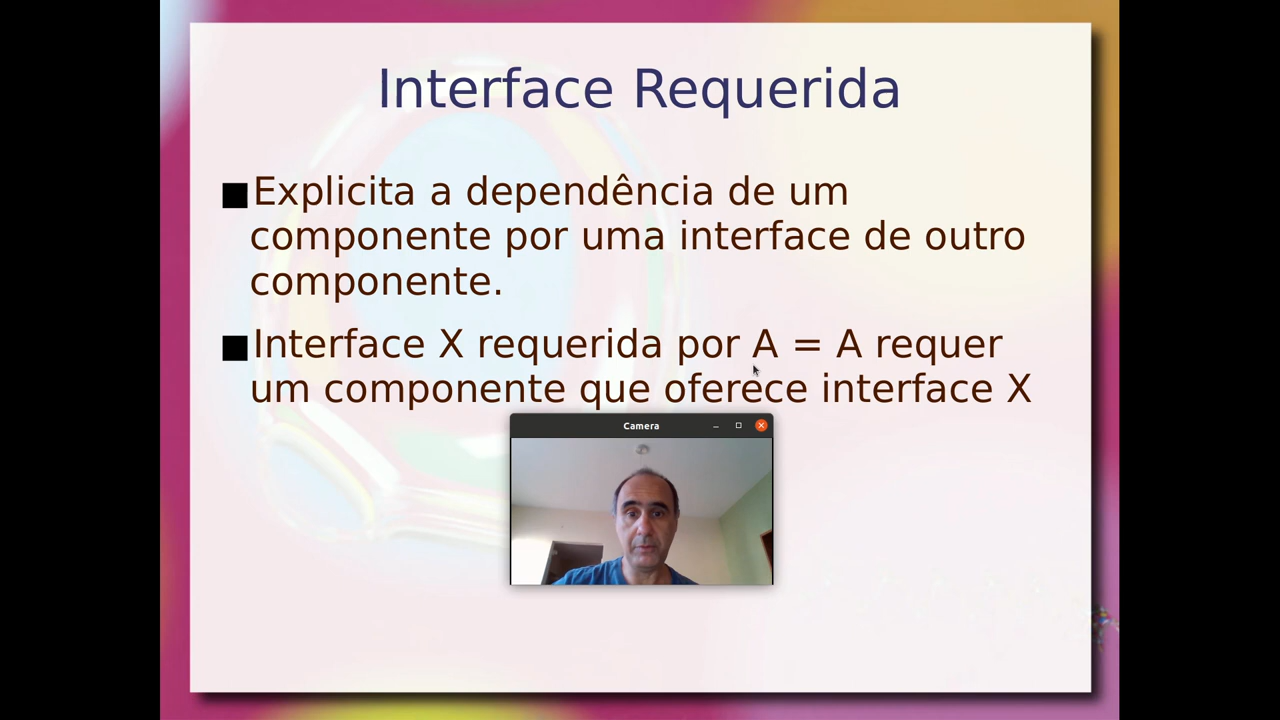 Interface Requerida
Explicita a dependência de um
componente por uma interface de outro
componente.
Interface X requerida por A = A requer
um componente que oferece interface X
Camera